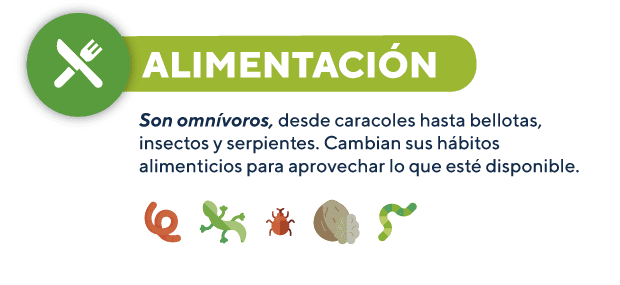 ALIMENTACIÓN
Son omnívoros, desde caracoles hasta bellotas,
insectos y serpientes. Cambian sus hábitos
alimenticios para aprovechar lo que esté disponible.